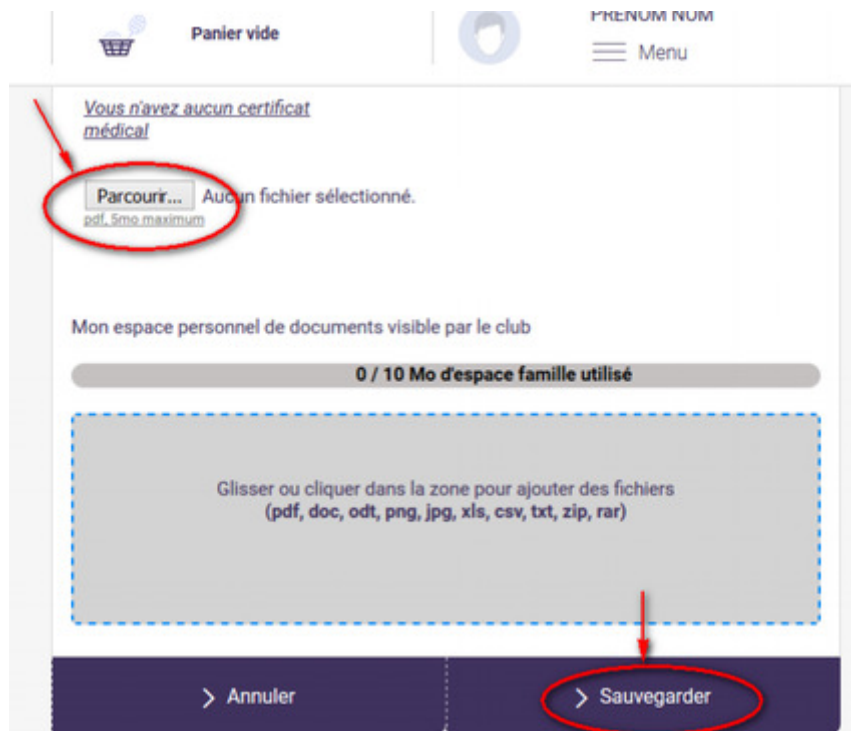 Panier vide
PRENOM NOM
Menu
Vous n'avez aucun certificat
médical
Parcourir... Aucun fichier sélectionné.
pdf, 5mo maximum
Mon espace personnel de documents visible par le club
0 / 10 Mo d'espace famille utilisé
Glisser ou cliquer dans la zone pour ajouter des fichiers
(pdf, doc, odt, png, jpg, xls, csv, txt, zip, rar)
> Annuler
> Sauvegarder